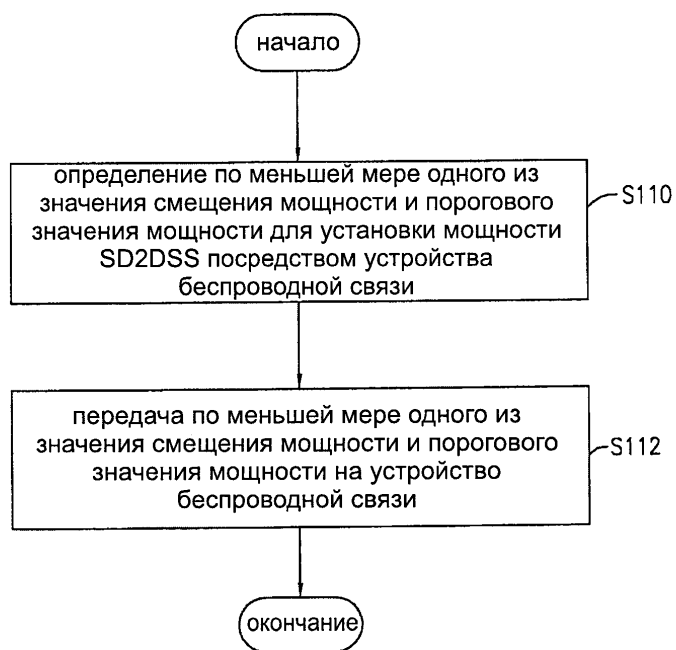 начало
определение по меньшей мере одного из
значения смещения мощности и порогового
значения мощности для установки мощности
SD2DSS посредством устройства
беспроводной связи
S110
передача по меньшей мере одного из
значения смещения мощности и порогового
значения мощности на устройство
беспроводной связи
S112
окончание